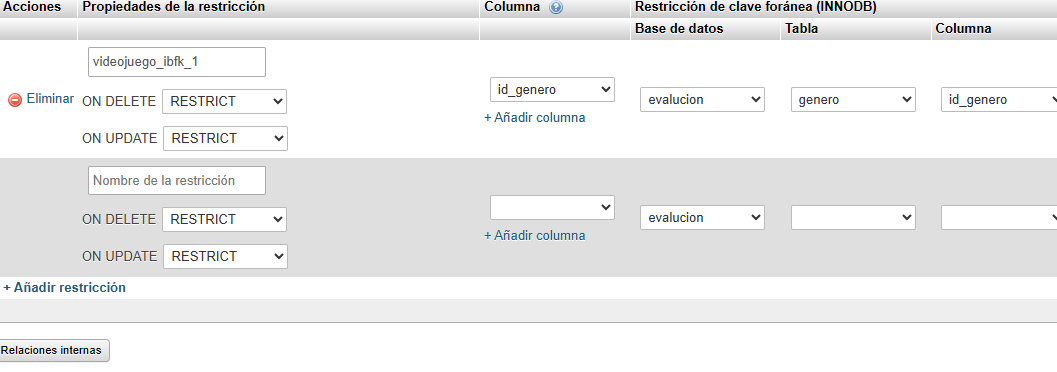 Acciones Propiedades de la restricción Columna Restricción de clave foránea (INNODB)
Base de datos Tabla Columna
videojuego_ibfk_1
Eliminar ON DELETE RESTRICT id_genero evalucion genero id_genero
+ Añadir columna
ON UPDATE RESTRICT
Nombre de la restricción
ON DELETE RESTRICT evalucion
+ Añadir columna
ON UPDATE RESTRICT
+ Añadir restricción
Relaciones internas